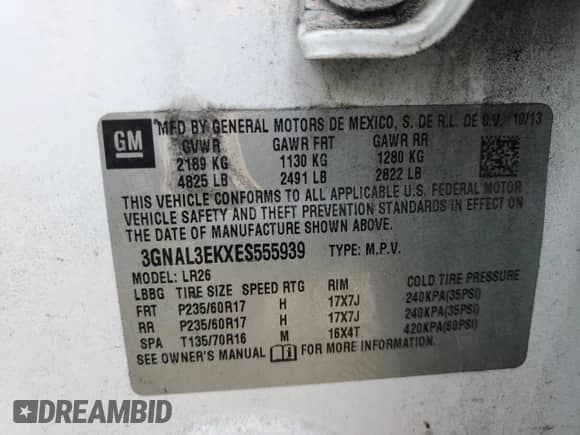 GM
MFD BY GENERAL MOTORS DE MEXICO, S. DE R.L. DE C.V. 10/13
GVWR GAWR FRT GAWR RR
2189 KG 1130 KG 1280 KG
4825 LB 2491 LB 2822 LB
THIS VEHICLE CONFORMS TO ALL APPLICABLE U.S. FEDERAL MOTOR
VEHICLE SAFETY AND THEFT PREVENTION STANDARDS IN EFFECT ON
THE DATE OF MANUFACTURE SHOWN ABOVE.
3GNAL3EKXES555939 TYPE: M.P.V.
MODEL: LR26
LBBG TIRE SIZE SPEED RTG RIM COLD TIRE PRESSURE
FRT P235/60R17 H 17X7J 240KPA(35PSI)
RR P235/60R17 H 17X7J 240KPA(35PSI)
SPA T135/70R16 M 16X4T 420KPA(60PSI)
SEE OWNER'S MANUAL FOR MORE INFORMATION.
DREAMBID